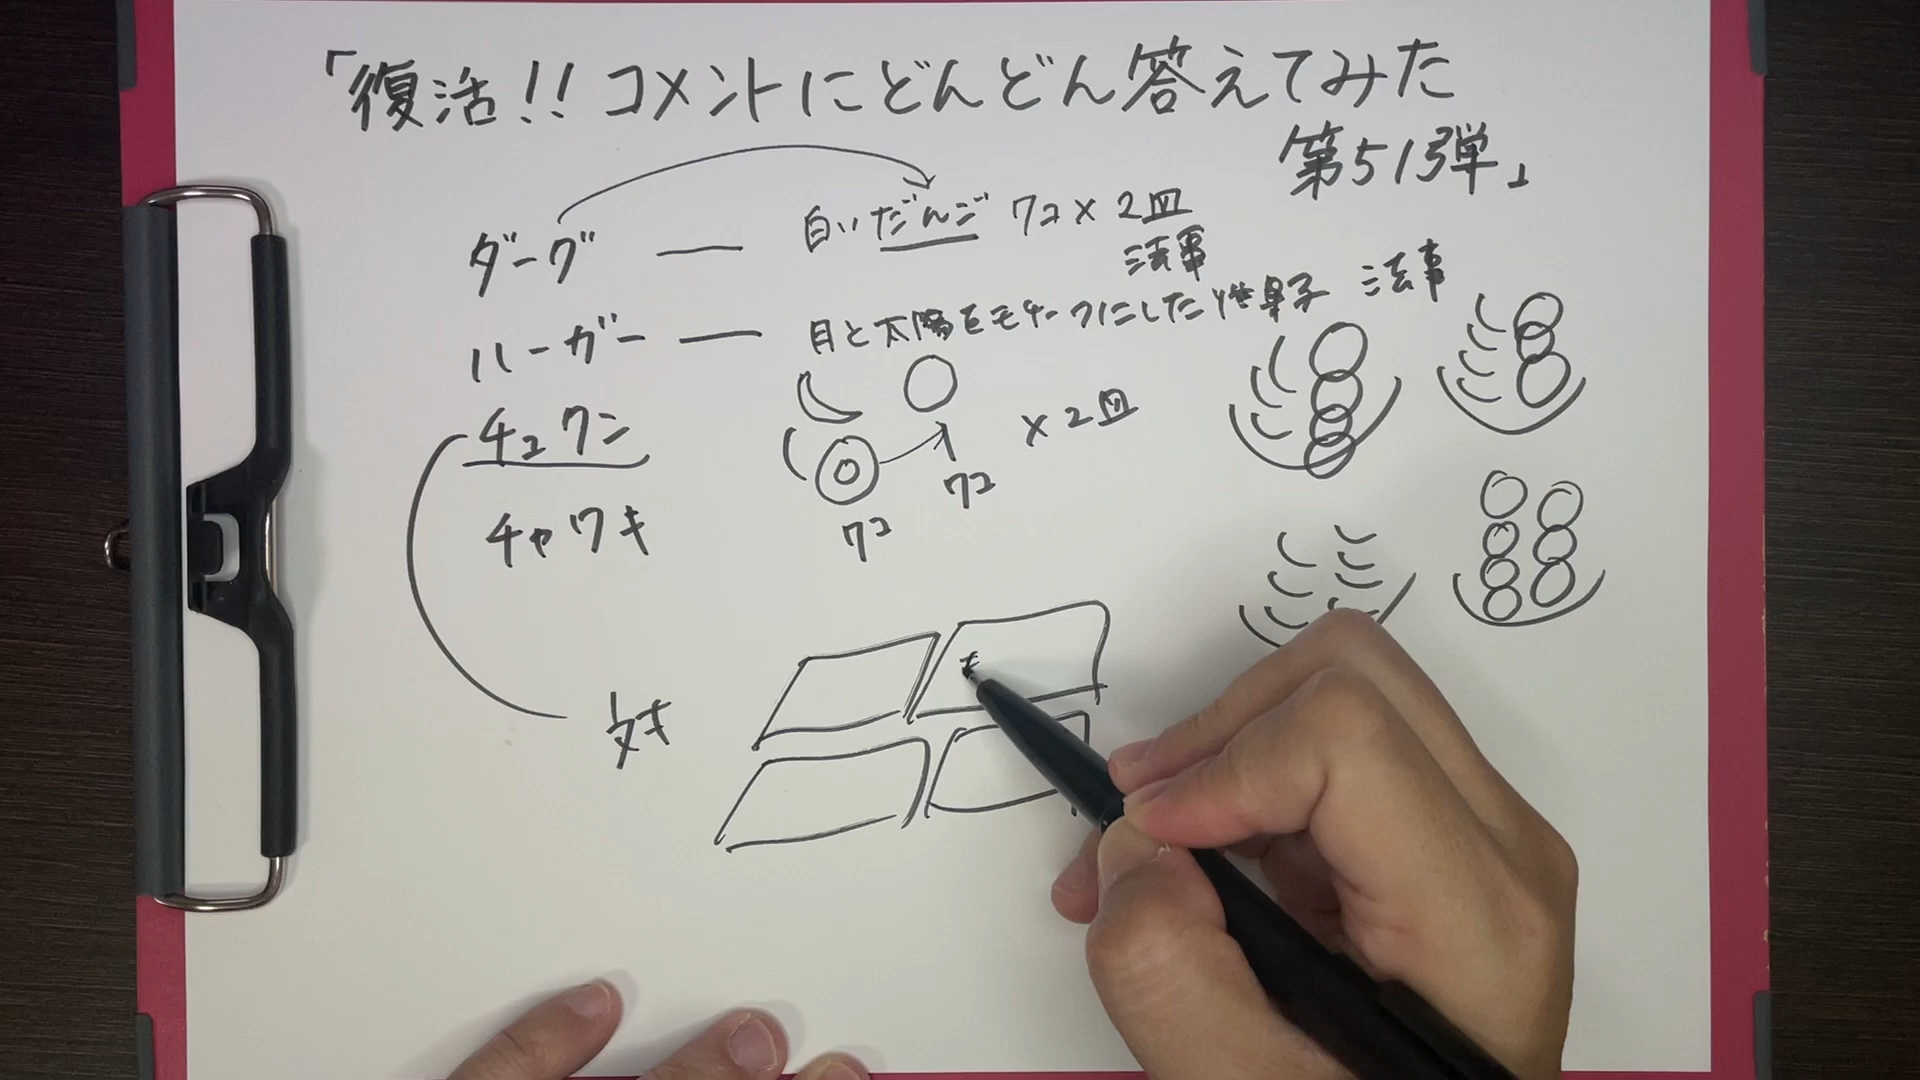 「復活!! コメントにどんどん答えてみた
第51弾」
ダーグ — 白いだんご 7コ×2皿
法事
ハーガー — 月と太陽をモチーフにした供菓子 法事
チュクン
×2皿
7コ
チャワキ
7コ
対